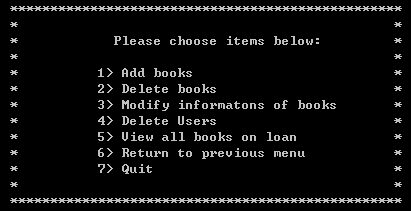 Please choose items below:
1> Add books
2> Delete books
3> Modify informatons of books
4> Delete Users
5> View all books on loan
6> Return to previous menu
7> Quit